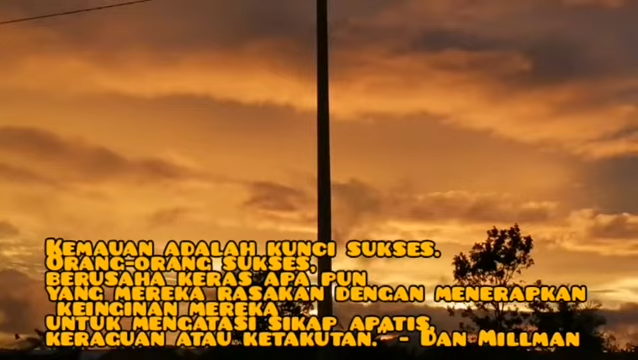 Kemauan adalah kunci sukses.
Orang-orang sukses,
berusaha keras apa pun
yang mereka rasakan dengan menerapkan
keinginan mereka
untuk mengatasi sikap apatis,
keraguan atau ketakutan." - Dan Millman